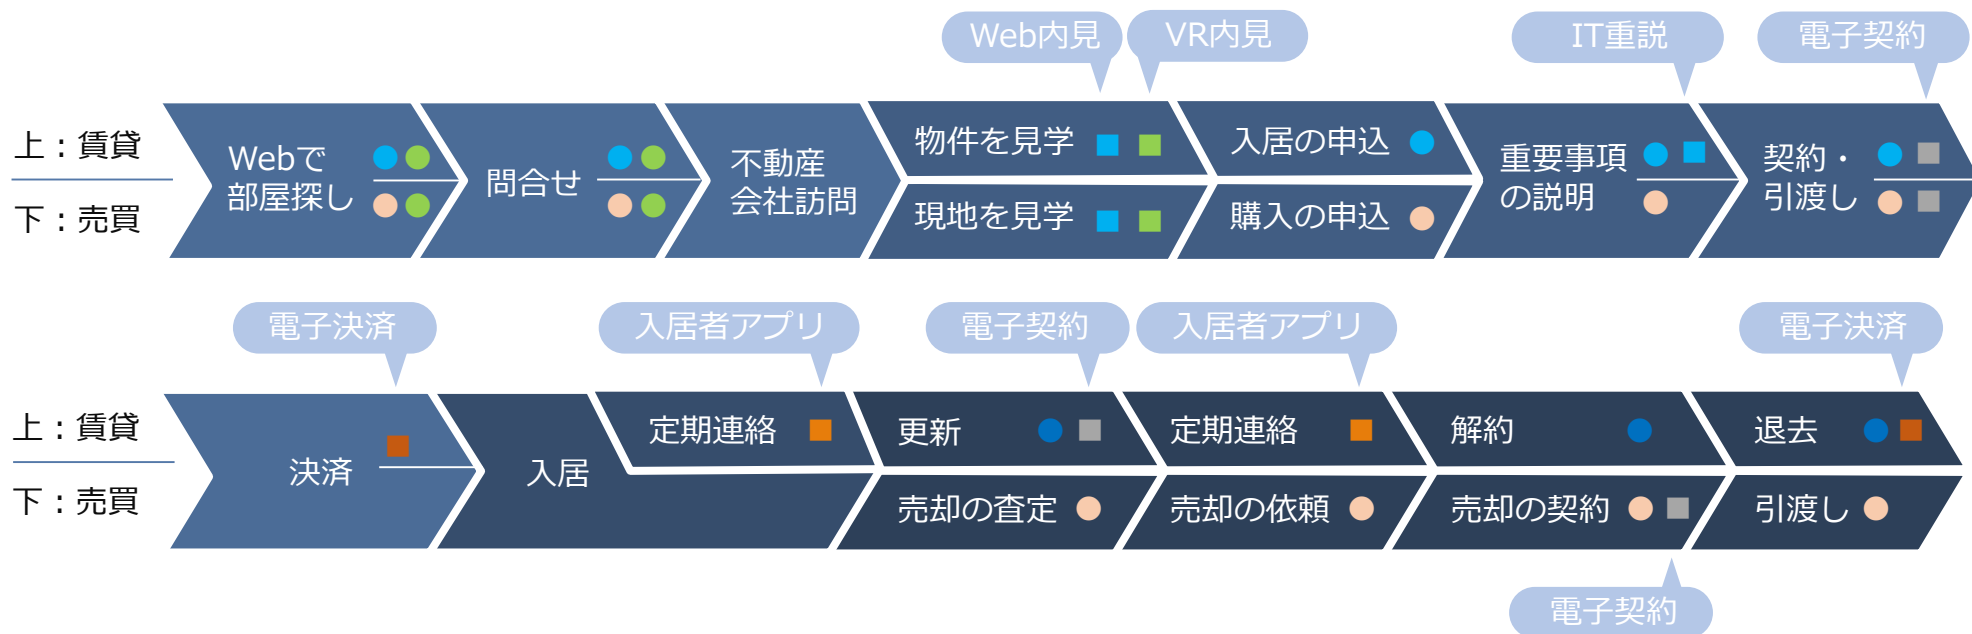 Web内見
VR内見
IT重説
電子契約
上：賃貸
下：売買
Webで
部屋探し
問合せ
不動産
会社訪問
物件を見学
現地を見学
入居の申込
購入の申込
重要事項
の説明
契約・
引渡し
電子決済
入居者アプリ
電子契約
入居者アプリ
電子決済
上：賃貸
下：売買
決済
入居
定期連絡
更新
売却の査定
定期連絡
売却の依頼
解約
売却の契約
退去
引渡し
電子契約